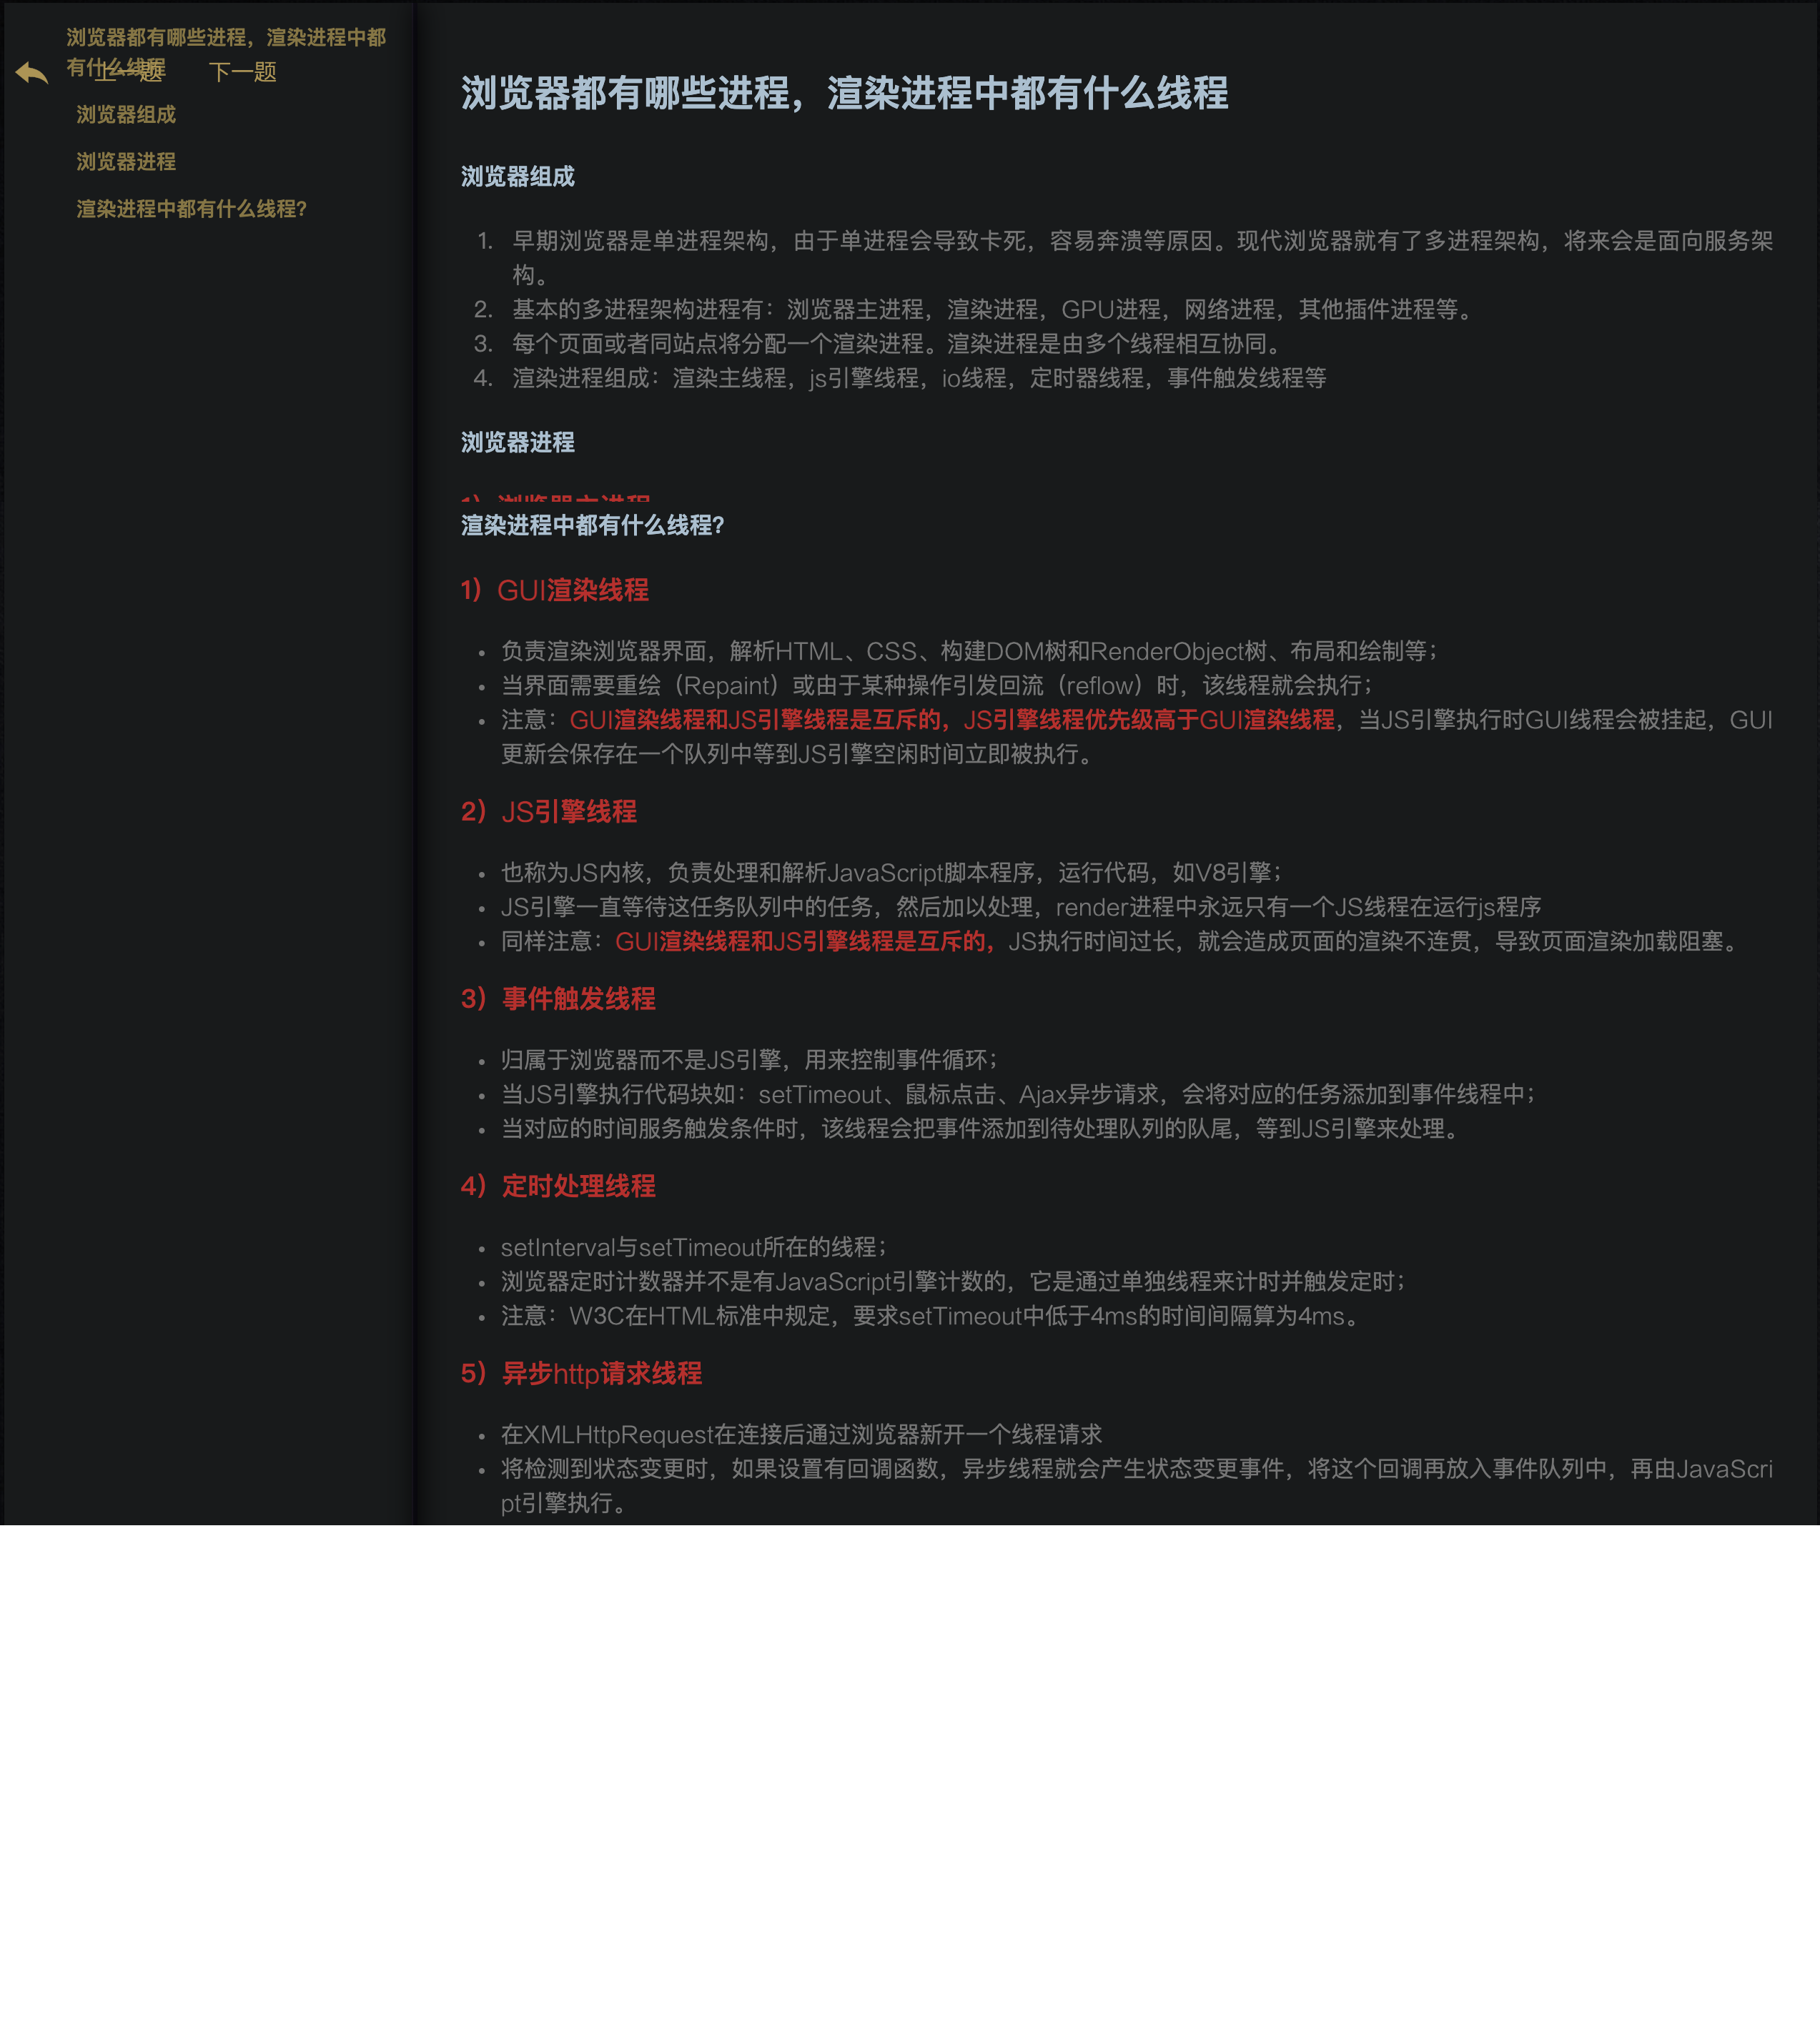 浏览器都有哪些进程，渲染进程中都
有什么线程
上一题 下一题
浏览器组成
浏览器进程
渲染进程中都有什么线程？
浏览器都有哪些进程，渲染进程中都有什么线程
浏览器组成
1. 早期浏览器是单进程架构，由于单进程会导致卡死，容易奔溃等原因。现代浏览器就有了多进程架构，将来会是面向服务架
构。
2. 基本的多进程架构进程有：浏览器主进程，渲染进程，GPU进程，网络进程，其他插件进程等。
3. 每个页面或者同站点将分配一个渲染进程。渲染进程是由多个线程相互协同。
4. 渲染进程组成：渲染主线程，js引擎线程，io线程，定时器线程，事件触发线程等
浏览器进程
1）浏览器主进程
渲染进程中都有什么线程？
1）GUI渲染线程
• 负责渲染浏览器界面，解析HTML、CSS、构建DOM树和RenderObject树、布局和绘制等；
• 当界面需要重绘（Repaint）或由于某种操作引发回流（reflow）时，该线程就会执行；
• 注意：GUI渲染线程和JS引擎线程是互斥的，JS引擎线程优先级高于GUI渲染线程，当JS引擎执行时GUI线程会被挂起，GUI
更新会保存在一个队列中等到JS引擎空闲时间立即被执行。
2）JS引擎线程
• 也称为JS内核，负责处理和解析JavaScript脚本程序，运行代码，如V8引擎；
• JS引擎一直等待这任务队列中的任务，然后加以处理，render进程中永远只有一个JS线程在运行js程序
• 同样注意：GUI渲染线程和JS引擎线程是互斥的，JS执行时间过长，就会造成页面的渲染不连贯，导致页面渲染加载阻塞。
3）事件触发线程
• 归属于浏览器而不是JS引擎，用来控制事件循环；
• 当JS引擎执行代码块如：setTimeout、鼠标点击、Ajax异步请求，会将对应的任务添加到事件线程中；
• 当对应的时间服务触发条件时，该线程会把事件添加到待处理队列的队尾，等到JS引擎来处理。
4）定时处理线程
• setInterval与setTimeout所在的线程；
• 浏览器定时计数器并不是有JavaScript引擎计数的，它是通过单独线程来计时并触发定时；
• 注意：W3C在HTML标准中规定，要求setTimeout中低于4ms的时间间隔算为4ms。
5）异步http请求线程
• 在XMLHttpRequest在连接后通过浏览器新开一个线程请求
• 将检测到状态变更时，如果设置有回调函数，异步线程就会产生状态变更事件，将这个回调再放入事件队列中，再由JavaScri
pt引擎执行。